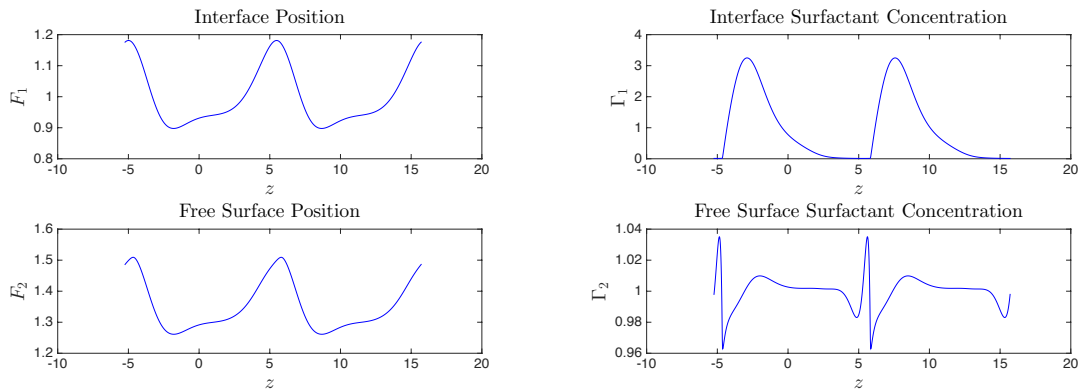 Interface Position
1.2
1.1
1
0.9
0.8
F₁
-10 -5 0 5 10 15 20
z
Interface Surfactant Concentration
4
3
2
1
0
Γ₁
-10 -5 0 5 10 15 20
z
Free Surface Position
1.6
1.5
1.4
1.3
1.2
F₂
-10 -5 0 5 10 15 20
z
Free Surface Surfactant Concentration
1.04
1.02
1
0.98
0.96
Γ₂
-10 -5 0 5 10 15 20
z